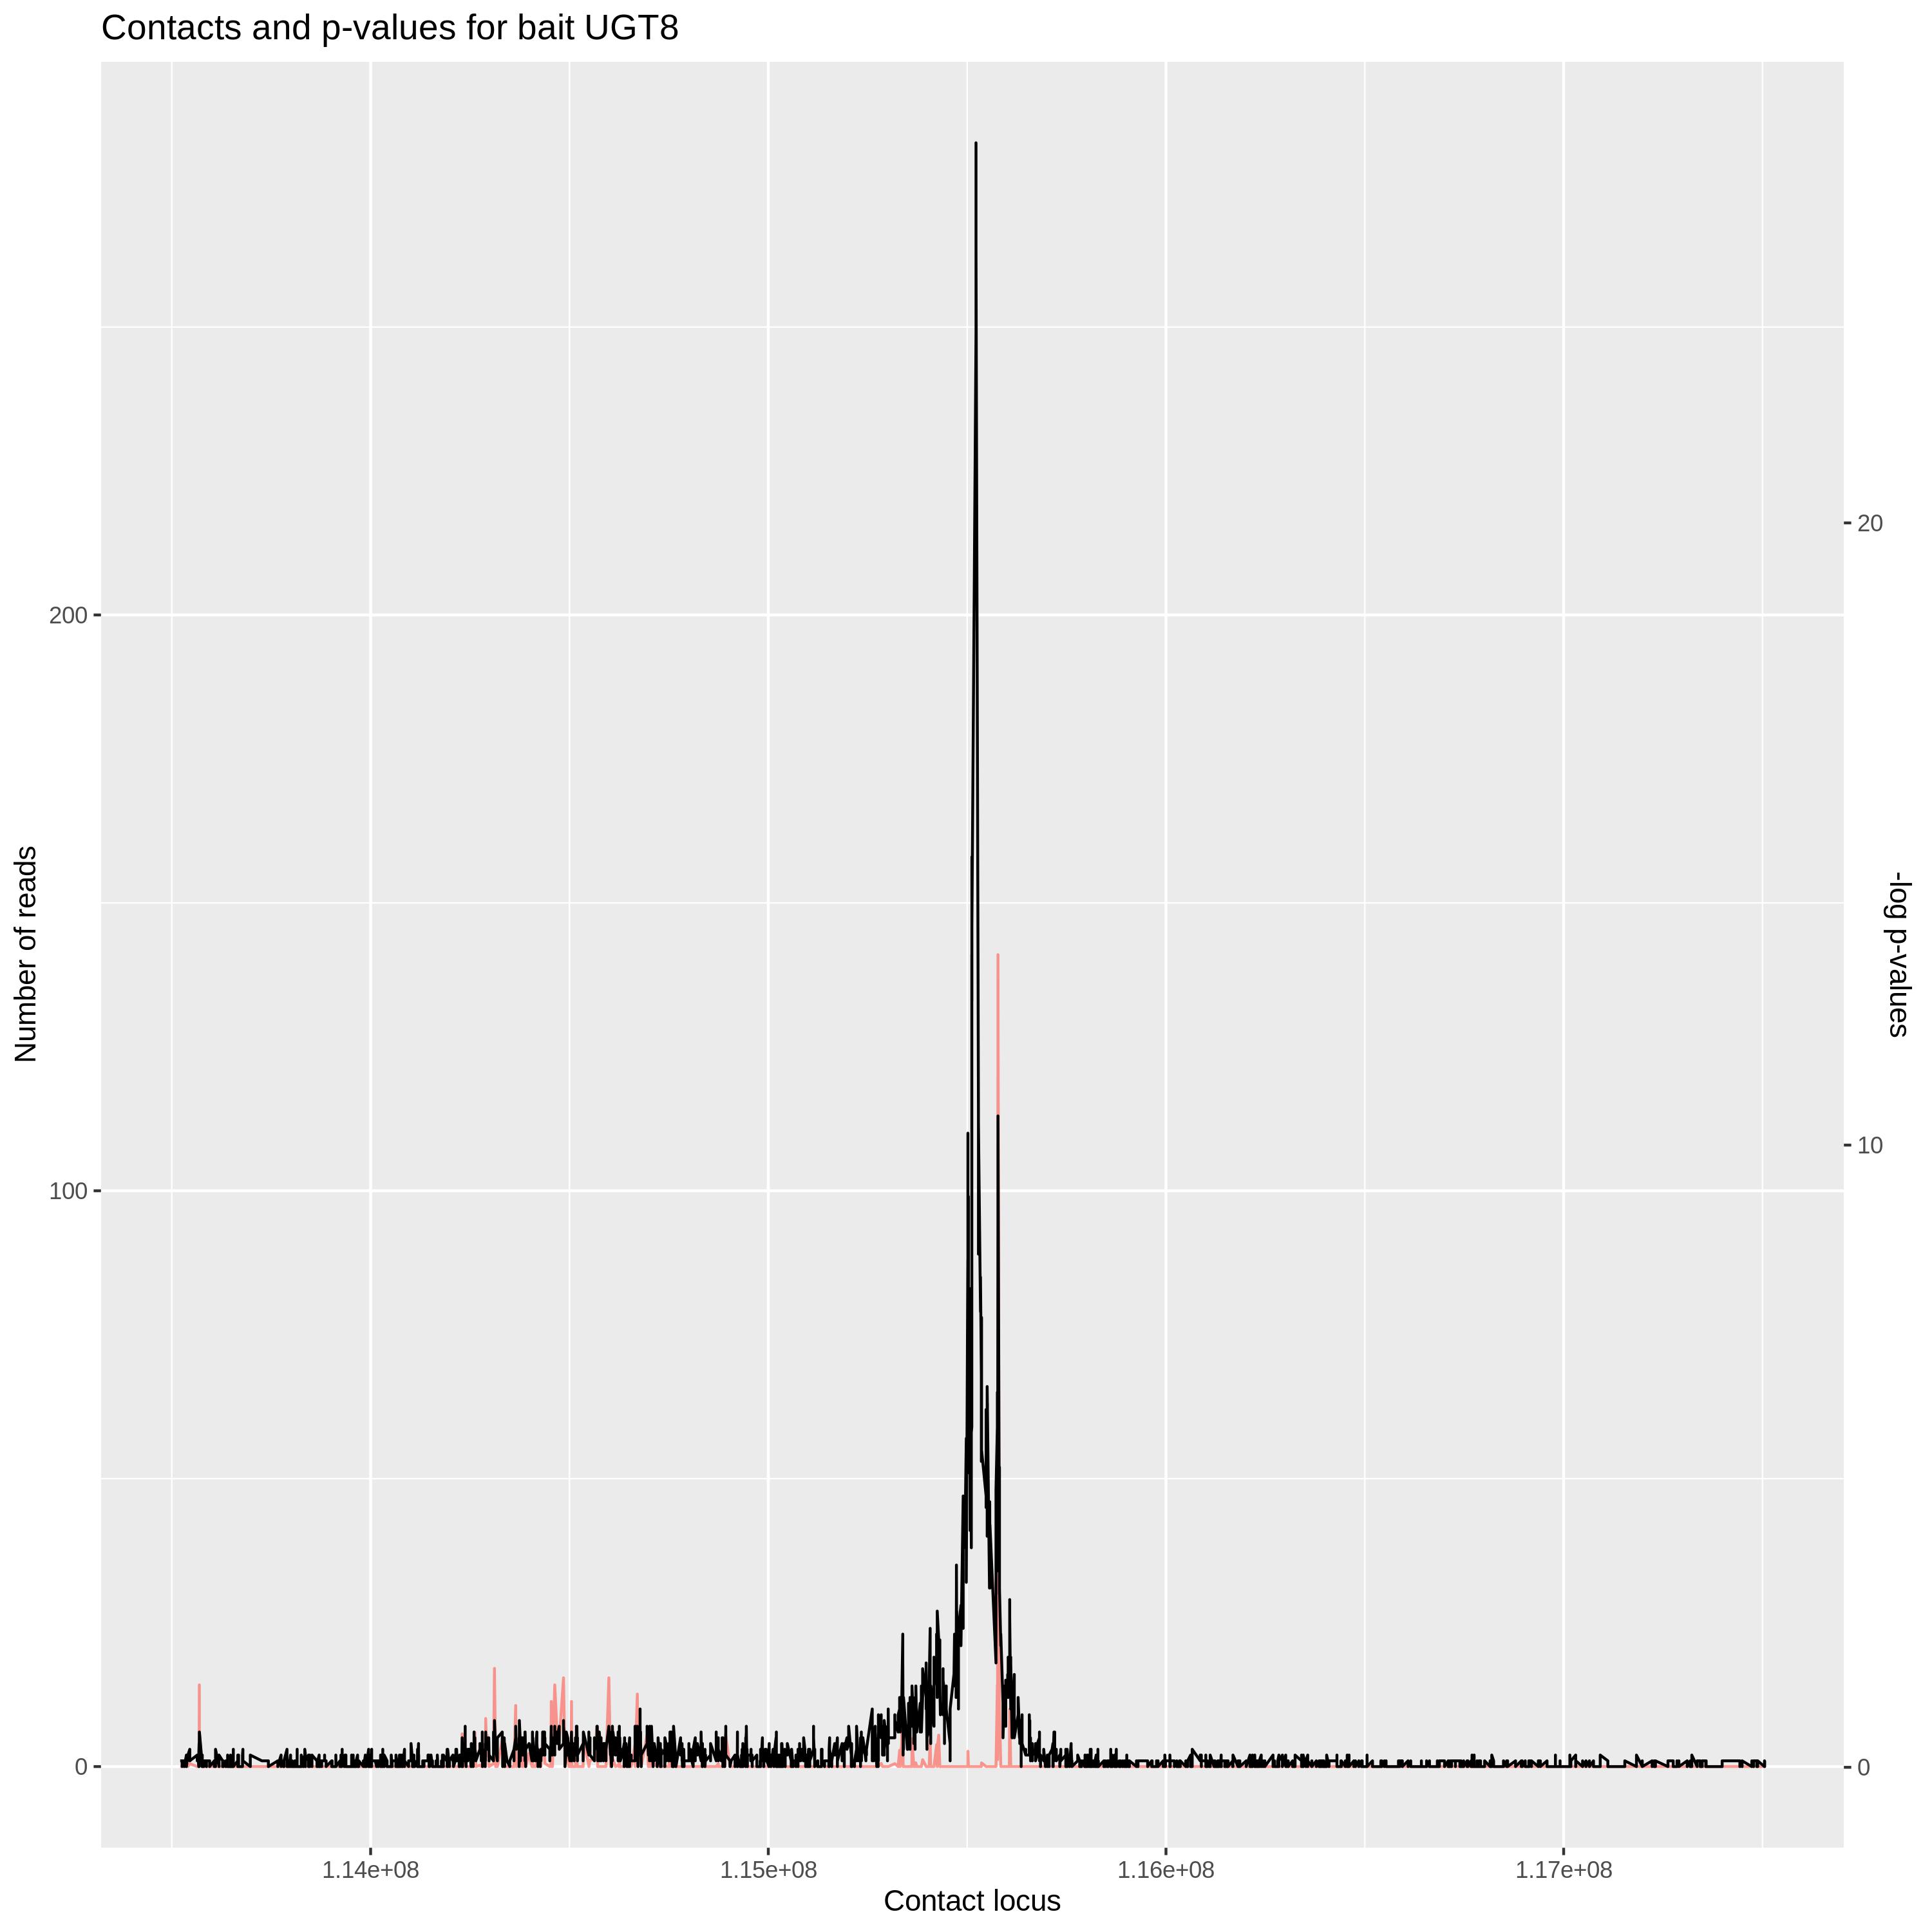 Contacts and p-values for bait UGT8
Number of reads
200
100
0
20
10
0
-log p-values
1.14e+08
1.15e+08
1.16e+08
1.17e+08
Contact locus